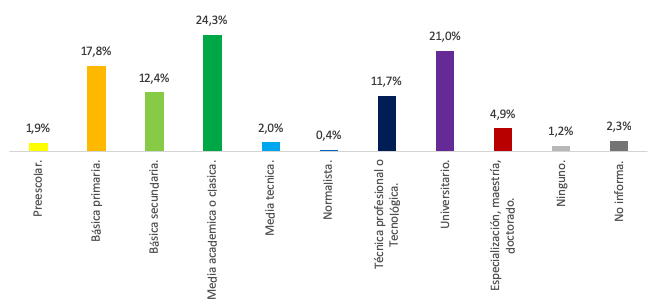 1,9%
17,8%
12,4%
24,3%
2,0%
0,4%
11,7%
21,0%
4,9%
1,2%
2,3%
Preescolar.
Básica primaria.
Básica secundaria.
Media academica o clasica.
Media tecnica.
Normalista.
Técnica profesional o
Tecnológica.
Universitario.
Especialización, maestría,
doctorado.
Ninguno.
No informa.